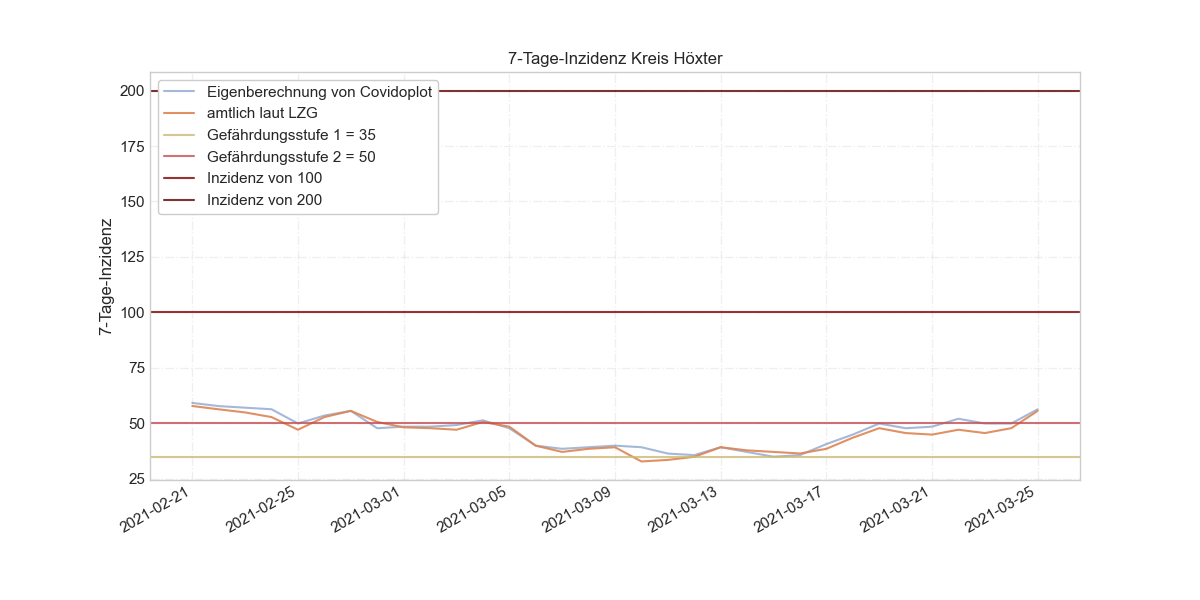 7-Tage-Inzidenz Kreis Höxter
Eigenberechnung von Covidoplot
amtlich laut LZG
Gefährdungsstufe 1 = 35
Gefährdungsstufe 2 = 50
Inzidenz von 100
Inzidenz von 200
7-Tage-Inzidenz
200
175
150
125
100
75
50
25
2021-02-21
2021-02-25
2021-03-01
2021-03-05
2021-03-09
2021-03-13
2021-03-17
2021-03-21
2021-03-25